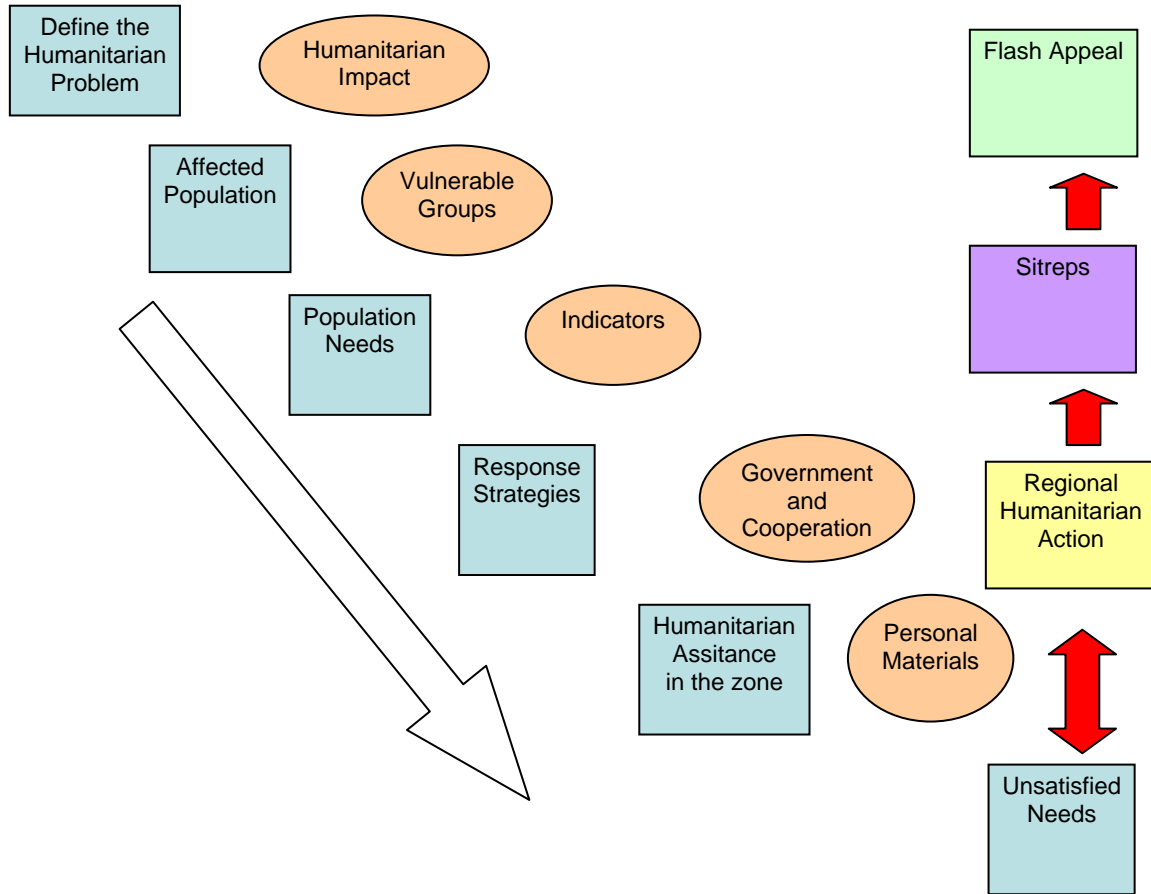 Define the
Humanitarian
Problem
Humanitarian
Impact
Flash Appeal
Affected
Population
Vulnerable
Groups
Sitreps
Population
Needs
Indicators
Response
Strategies
Government
and
Cooperation
Regional
Humanitarian
Action
Humanitarian
Assitance
in the zone
Personal
Materials
Unsatisfied
Needs